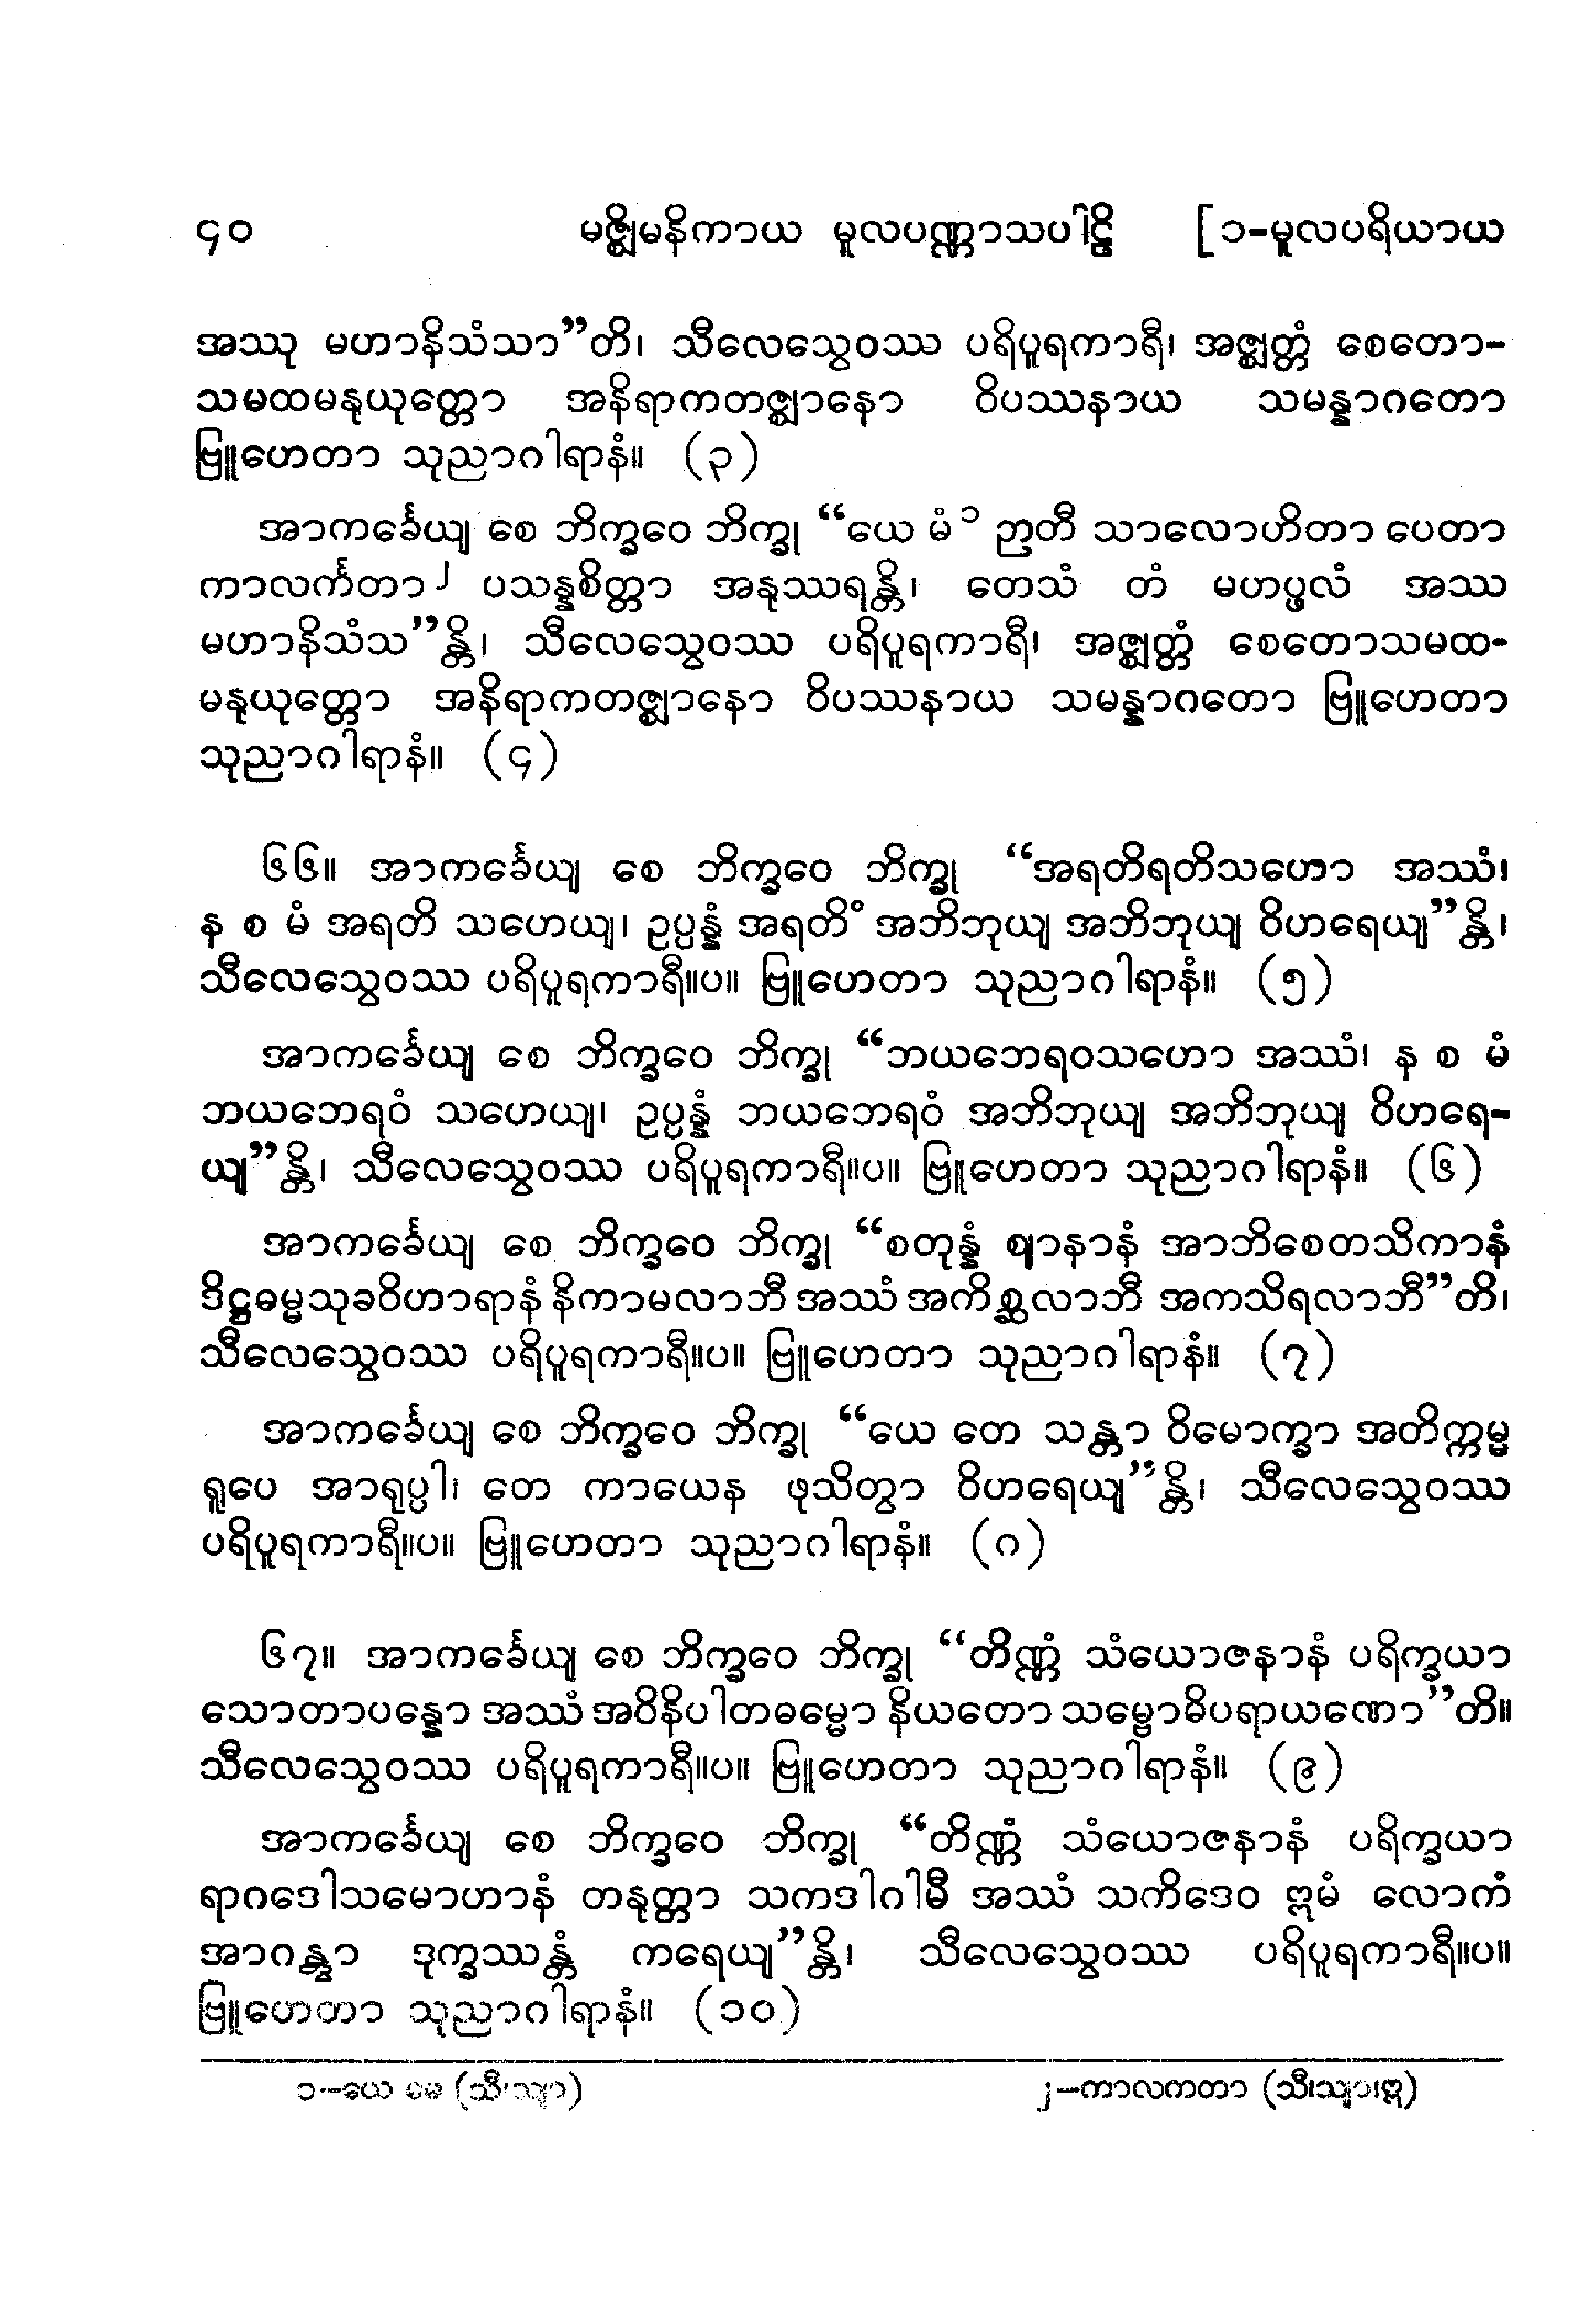 ၄၀ မဇ္ဈိမနိကာယ မူလပဏ္ဏာသပါဠိ [၁-မူလပရိယာယ
အဿု မဟာနိသံသာ”တိ၊ သီလေသွေဝဿ ပရိပူရကာရီ၊ အဇ္ဈတ္တံ စေတော-
သမထမနုယုတ္တော အနိရာကတဇ္ဈာနော ဝိပဿနာယ သမန္နာဂတော
ဗြူဟေတာ သုညာဂါရာနံ။ (၃)
အာကင်္ခေယျ စေ ဘိက္ခဝေ ဘိက္ခု “ယေ မံ၁ ဉာတီ သာလောဟိတာ ပေတာ
ကာလင်္ကတာ၂ ပသန္နစိတ္တာ အနုဿရန္တိ၊ တေသံ တံ မဟပ္ဖလံ အဿ
မဟာနိသံသ”န္တိ၊ သီလေသွေဝဿ ပရိပူရကာရီ၊ အဇ္ဈတ္တံ စေတောသမထ-
မနုယုတ္တော အနိရာကတဇ္ဈာနော ဝိပဿနာယ သမန္နာဂတော ဗြူဟေတာ
သုညာဂါရာနံ။ (၄)
၆၆။ အာကင်္ခေယျ စေ ဘိက္ခဝေ ဘိက္ခု “အရတိရတိသဟော အဿံ၊
န စ မံ အရတိ သဟေယျ၊ ဥပ္ပန္နံ အရတိံ အဘိဘုယျ အဘိဘုယျ ဝိဟရေယျ”န္တိ၊
သီလေသွေဝဿ ပရိပူရကာရီ။ပ။ ဗြူဟေတာ သုညာဂါရာနံ။ (၅)
အာကင်္ခေယျ စေ ဘိက္ခဝေ ဘိက္ခု “ဘယဘေရဝသဟော အဿံ၊ န စ မံ
ဘယဘေရဝံ သဟေယျ၊ ဥပ္ပန္နံ ဘယဘေရဝံ အဘိဘုယျ အဘိဘုယျ ဝိဟရေ-
ယျ”န္တိ၊ သီလေသွေဝဿ ပရိပူရကာရီ။ပ။ ဗြူဟေတာ သုညာဂါရာနံ။ (၆)
အာကင်္ခေယျ စေ ဘိက္ခဝေ ဘိက္ခု “စတုန္နံ ဈာနာနံ အာဘိစေတသိကာနံ
ဒိဋ္ဌဓမ္မသုခဝိဟာရာနံ နိကာမလာဘီ အဿံ အကိစ္ဆလာဘီ အကသိရလာဘီ”တိ၊
သီလေသွေဝဿ ပရိပူရကာရီ။ပ။ ဗြူဟေတာ သုညာဂါရာနံ။ (၇)
အာကင်္ခေယျ စေ ဘိက္ခဝေ ဘိက္ခု “ယေ တေ သန္တာ ဝိမောက္ခာ အတိက္ကမ္မ
ရူပေ အာရုပ္ပါ၊ တေ ကာယေန ဖုသိတွာ ဝိဟရေယျ”န္တိ၊ သီလေသွေဝဿ
ပရိပူရကာရီ။ပ။ ဗြူဟေတာ သုညာဂါရာနံ။ (၈)
၆၇။ အာကင်္ခေယျ စေ ဘိက္ခဝေ ဘိက္ခု “တိဏ္ဏံ သံယောဇနာနံ ပရိက္ခယာ
သောတာပန္နော အဿံ အဝိနိပါတဓမ္မော နိယတော သမ္ဗောဓိပရာယဏော”တိ။
သီလေသွေဝဿ ပရိပူရကာရီ။ပ။ ဗြူဟေတာ သုညာဂါရာနံ။ (၉)
အာကင်္ခေယျ စေ ဘိက္ခဝေ ဘိက္ခု “တိဏ္ဏံ သံယောဇနာနံ ပရိက္ခယာ
ရာဂဒေါသမောဟာနံ တနုတ္တာ သကဒါဂါမီ အဿံ သကိဒေဝ ဣမံ လောကံ
အာဂန္တွာ ဒုက္ခဿန္တံ ကရေယျ”န္တိ၊ သီလေသွေဝဿ ပရိပူရကာရီ။ပ။
ဗြူဟေတာ သုညာဂါရာနံ။ (၁၀)
၁-ယေ မေ (သီ၊သျာ) ၂-ကာလကတာ (သီ၊သျာ၊ဣ)